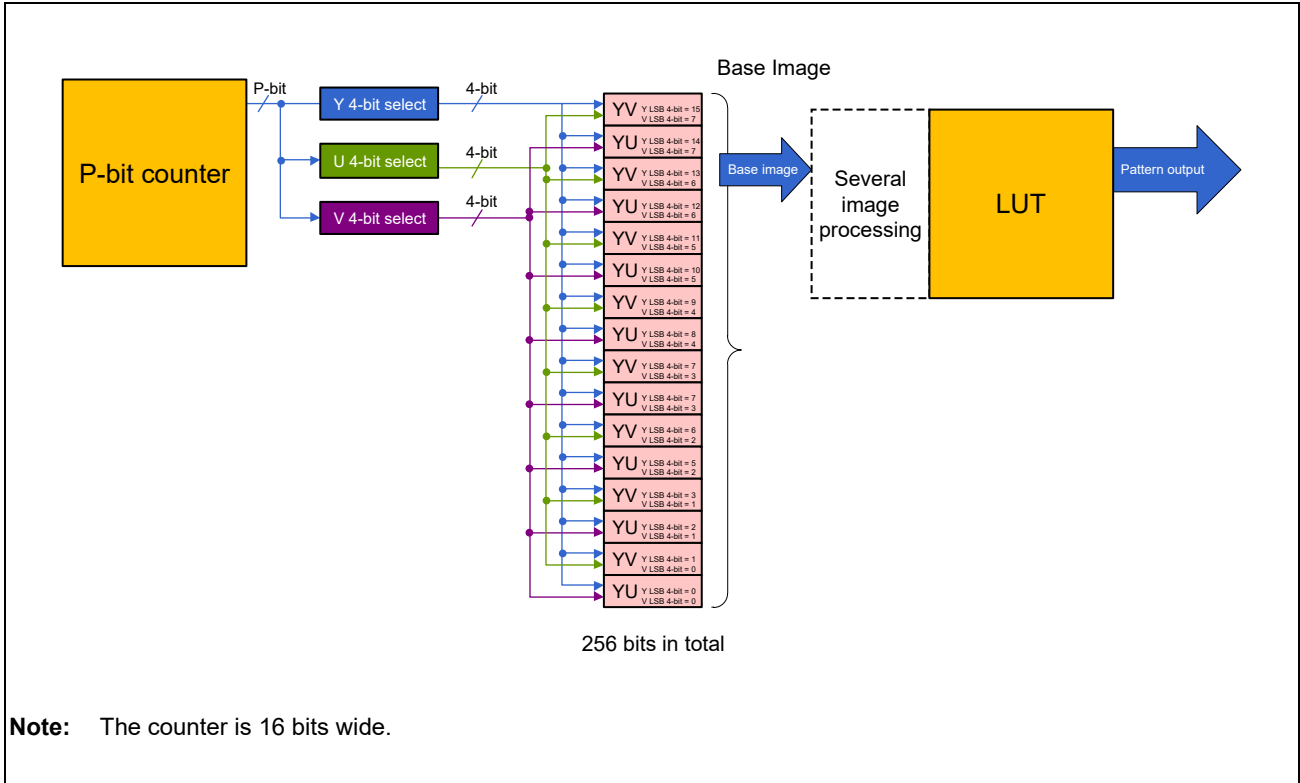 Base Image
P-bit counter
P-bit
Y 4-bit select
U 4-bit select
V 4-bit select
4-bit
4-bit
4-bit
YV Y LSB 4-bit = 15
V LSB 4-bit = 7
YU Y LSB 4-bit = 14
V LSB 4-bit = 7
YV Y LSB 4-bit = 13
V LSB 4-bit = 6
YU Y LSB 4-bit = 12
V LSB 4-bit = 6
YV Y LSB 4-bit = 11
V LSB 4-bit = 5
YU Y LSB 4-bit = 10
V LSB 4-bit = 5
YV Y LSB 4-bit = 9
V LSB 4-bit = 4
YU Y LSB 4-bit = 8
V LSB 4-bit = 4
YV Y LSB 4-bit = 7
V LSB 4-bit = 3
YU Y LSB 4-bit = 7
V LSB 4-bit = 3
YV Y LSB 4-bit = 6
V LSB 4-bit = 2
YU Y LSB 4-bit = 5
V LSB 4-bit = 2
YV Y LSB 4-bit = 3
V LSB 4-bit = 1
YU Y LSB 4-bit = 2
V LSB 4-bit = 1
YV Y LSB 4-bit = 1
V LSB 4-bit = 0
YU Y LSB 4-bit = 0
V LSB 4-bit = 0
Base image
Several
image
processing
LUT
Pattern output
256 bits in total
Note: The counter is 16 bits wide.